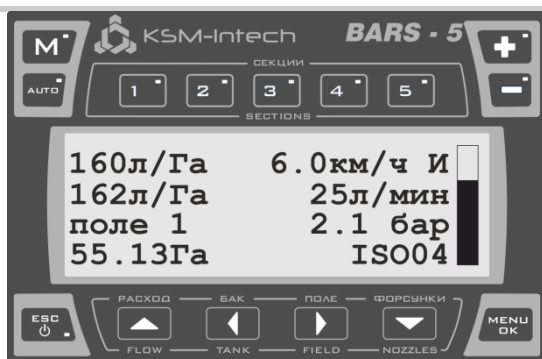 KSM-Intech BARS - 5
M +
AUTO -
СЕКЦИИ
1 2 3 4 5
SECTIONS
160л/Га 6.0км/ч И
162л/Га 25л/мин
поле 1 2.1 бар
55.13Га ISO04
РАСХОД БАК ПОЛЕ ФОРСУНКИ
ESC MENU OK
FLOW TANK FIELD NOZZLES